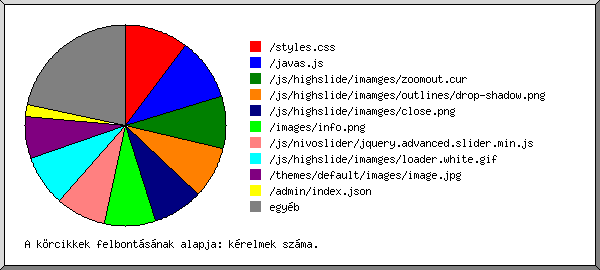 /styles.css
/javas.js
/js/highslide/imamges/zoomout.cur
/js/highslide/imamges/outlines/drop-shadow.png
/js/highslide/imamges/close.png
/images/info.png
/js/nivoslider/jquery.advanced.slider.min.js
/js/highslide/imamges/loader.white.gif
/themes/default/images/image.jpg
/admin/index.json
egyéb
A körcikkek felbontásának alapja: kérelmek száma.